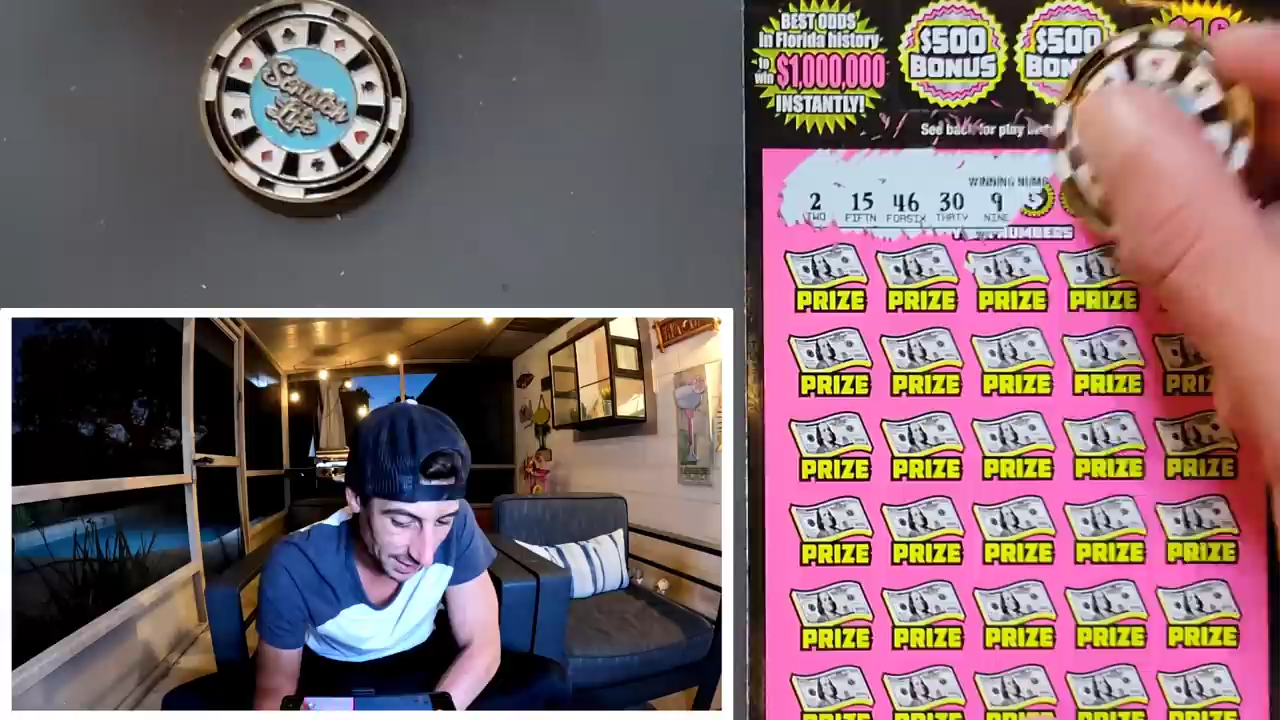 Scratch
Life
BEST ODDS
in Florida history
to
win $1,000,000
INSTANTLY!
$500
BONUS
$500
See back for play
WINNING
2 15 46 30 9
TWO FIFTN FORSIX THRTY NINE
NUMBERS
PRIZE PRIZE PRIZE PRIZE
PRIZE PRIZE PRIZE PRIZE
PRIZE PRIZE PRIZE PRIZE PRIZE
PRIZE PRIZE PRIZE PRIZE PRIZE
PRIZE PRIZE PRIZE PRIZE PRIZE
PRIZE PRIZE PRIZE PRIZE